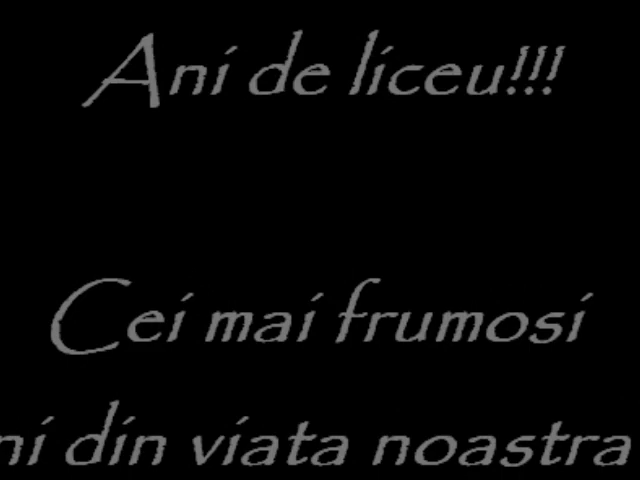 Ani de liceu!!!
Cei mai frumosi
ni din viata noastra